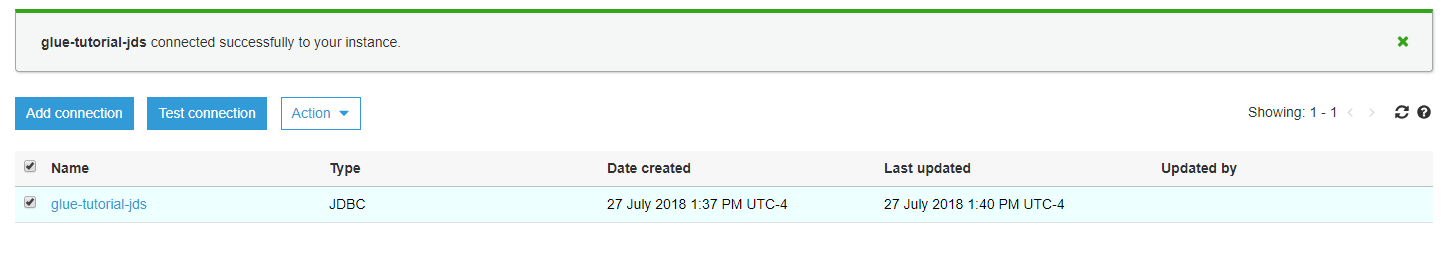 glue-tutorial-jds connected successfully to your instance.
Add connection Test connection Action Showing: 1 - 1
Name Type Date created Last updated Updated by
glue-tutorial-jds JDBC 27 July 2018 1:37 PM UTC-4 27 July 2018 1:40 PM UTC-4